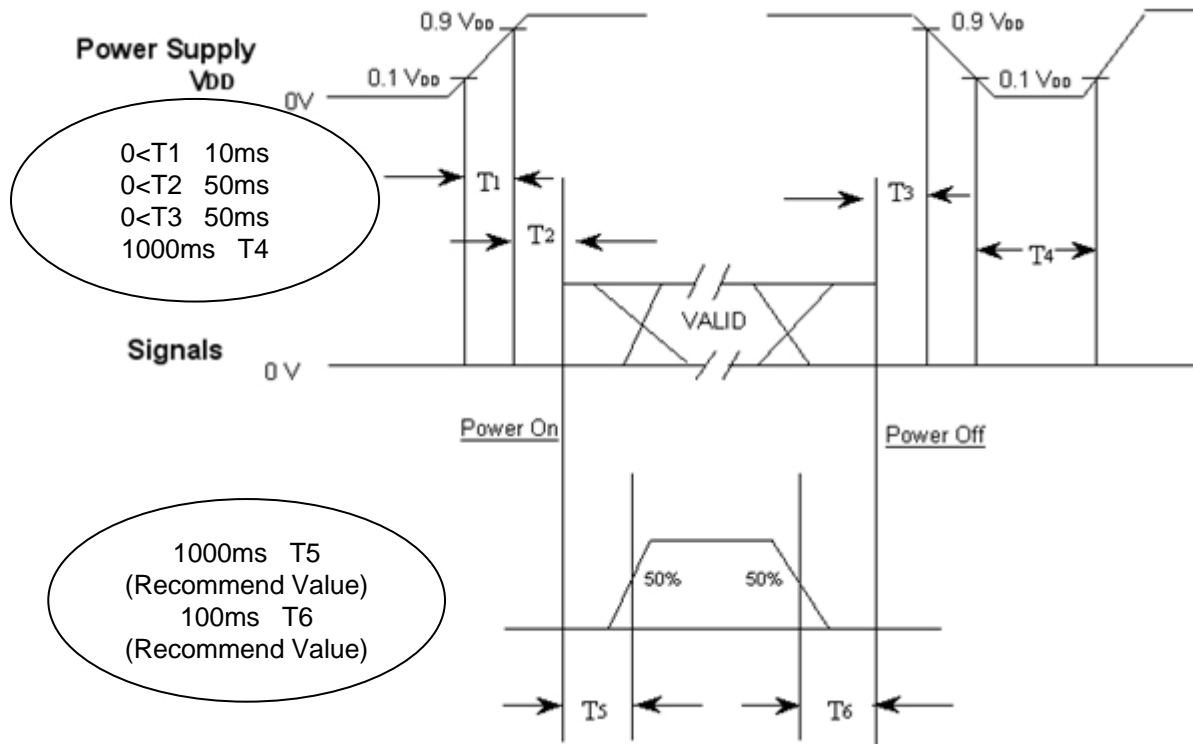 0.9 VDD
0.9 VDD
Power Supply
VDD
0.1 VDD
0.1 VDD
0V
0<T1 10ms
0<T2 50ms
0<T3 50ms
1000ms T4
T1
T2
T3
T4
VALID
Signals
0 V
Power On
Power Off
1000ms T5
(Recommend Value)
100ms T6
(Recommend Value)
50%
50%
T5
T6